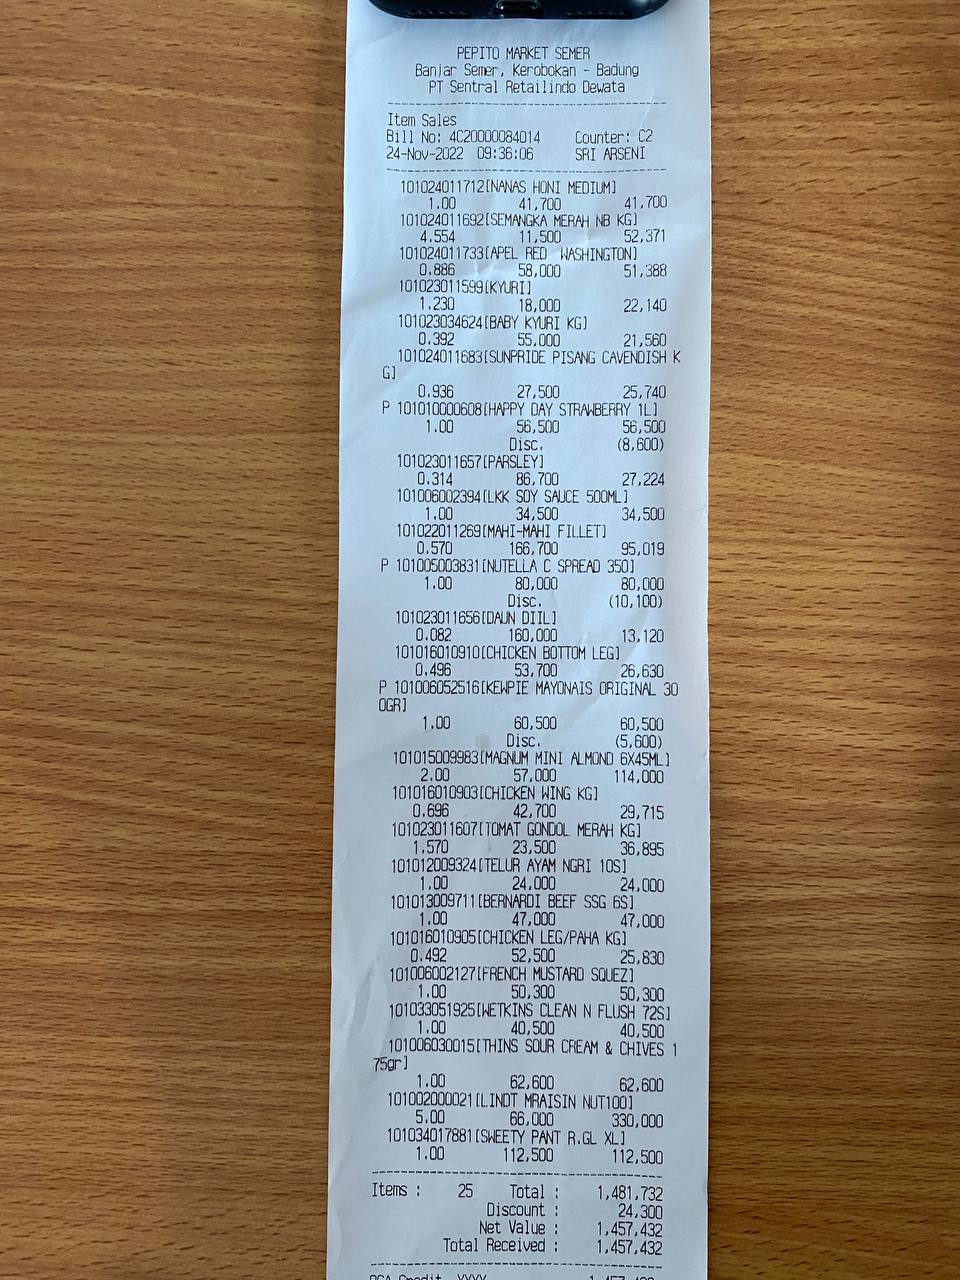 PEPITO MARKET SEMER
Banjar Semer, Kerobokan - Badung
PT Sentral Retailindo Dewata
Item Sales
Bill No: 4C20000084014 Counter: C2
24-Nov-2022 09:36:06 SRI ARSENI
101024011712[NANAS HONI MEDIUM]
1.00 41,700 41,700
101024011692[SEMANGKA MERAH NB KG]
4.554 11,500 52,371
101024011733[APEL RED WASHINGTON]
0.886 58,000 51,388
101023011599[KYURI]
1.230 18,000 22,140
101023034624[BABY KYURI KG]
0.392 55,000 21,560
101024011683[SUNPRIDE PISANG CAVENDISH K
G]
0.936 27,500 25,740
P 101010000608[HAPPY DAY STRAWBERRY 1L]
1.00 56,500 56,500
Disc. (8,600)
101023011657[PARSLEY]
0.314 86,700 27,224
101006002394[LKK SOY SAUCE 500ML]
1.00 34,500 34,500
101022011269[MAHI-MAHI FILLET]
0.570 166,700 95,019
P 101005003831[NUTELLA C SPREAD 350]
1.00 80,000 80,000
Disc. (10,100)
101023011656[DAUN DIIL]
0.082 160,000 13,120
101016010910[CHICKEN BOTTOM LEG]
0.496 53,700 26,630
P 101006052516[KEWPIE MAYONAIS ORIGINAL 30
0GR]
1.00 60,500 60,500
Disc. (5,600)
101015009983[MAGNUM MINI ALMOND 6X45ML]
2.00 57,000 114,000
101016010903[CHICKEN WING KG]
0.696 42,700 29,715
101023011607[TOMAT GONDOL MERAH KG]
1.570 23,500 36,895
101012009324[TELUR AYAM NGRI 10S]
1.00 24,000 24,000
101013009711[BERNARDI BEEF SSG 6S]
1.00 47,000 47,000
101016010905[CHICKEN LEG/PAHA KG]
0.492 52,500 25,830
101006002127[FRENCH MUSTARD SQUEZ]
1.00 50,300 50,300
101033051925[WETKINS CLEAN N FLUSH 72S]
1.00 40,500 40,500
101006030015[THINS SOUR CREAM & CHIVES 1
75gr]
1.00 62,600 62,600
101002000021[LINDT MRAISIN NUT100]
5.00 66,000 330,000
101034017881[SWEETY PANT R.GL XL]
1.00 112,500 112,500
Items : 25 Total : 1,481,732
Discount : 24,300
Net Value : 1,457,432
Total Received : 1,457,432